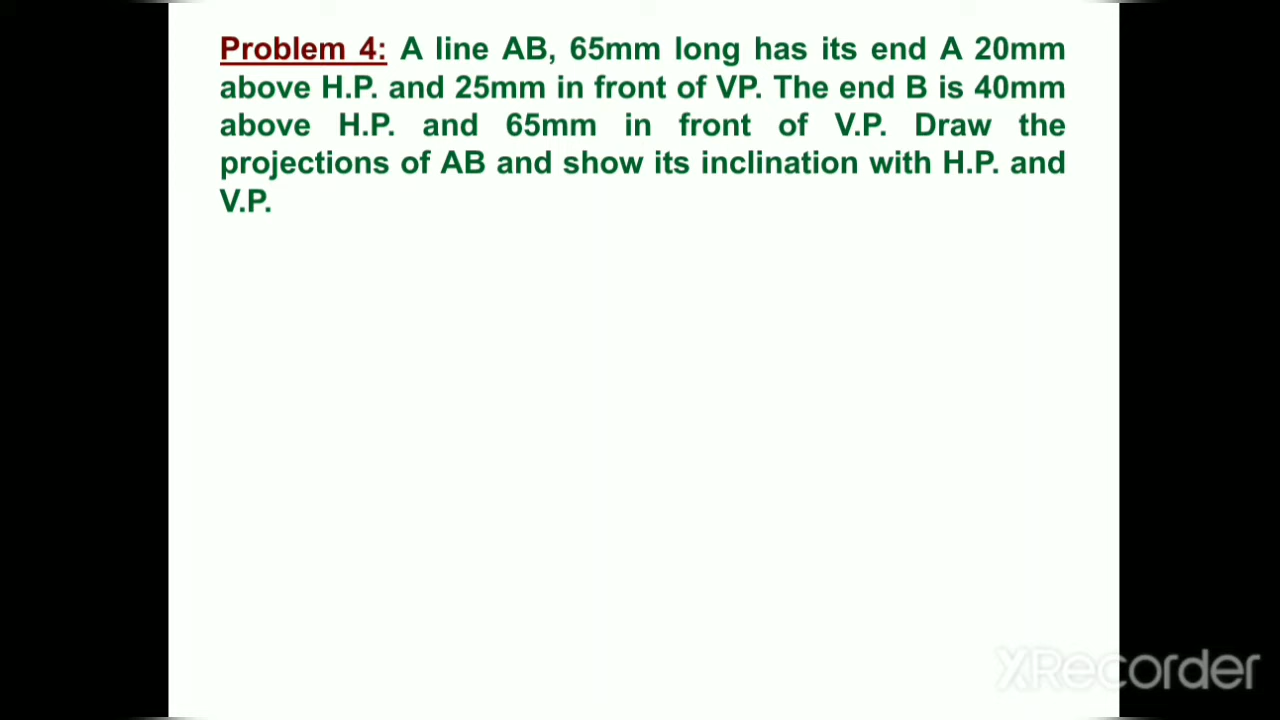 Problem 4: A line AB, 65mm long has its end A 20mm
above H.P. and 25mm in front of VP. The end B is 40mm
above H.P. and 65mm in front of V.P. Draw the
projections of AB and show its inclination with H.P. and
V.P.
XRecorder